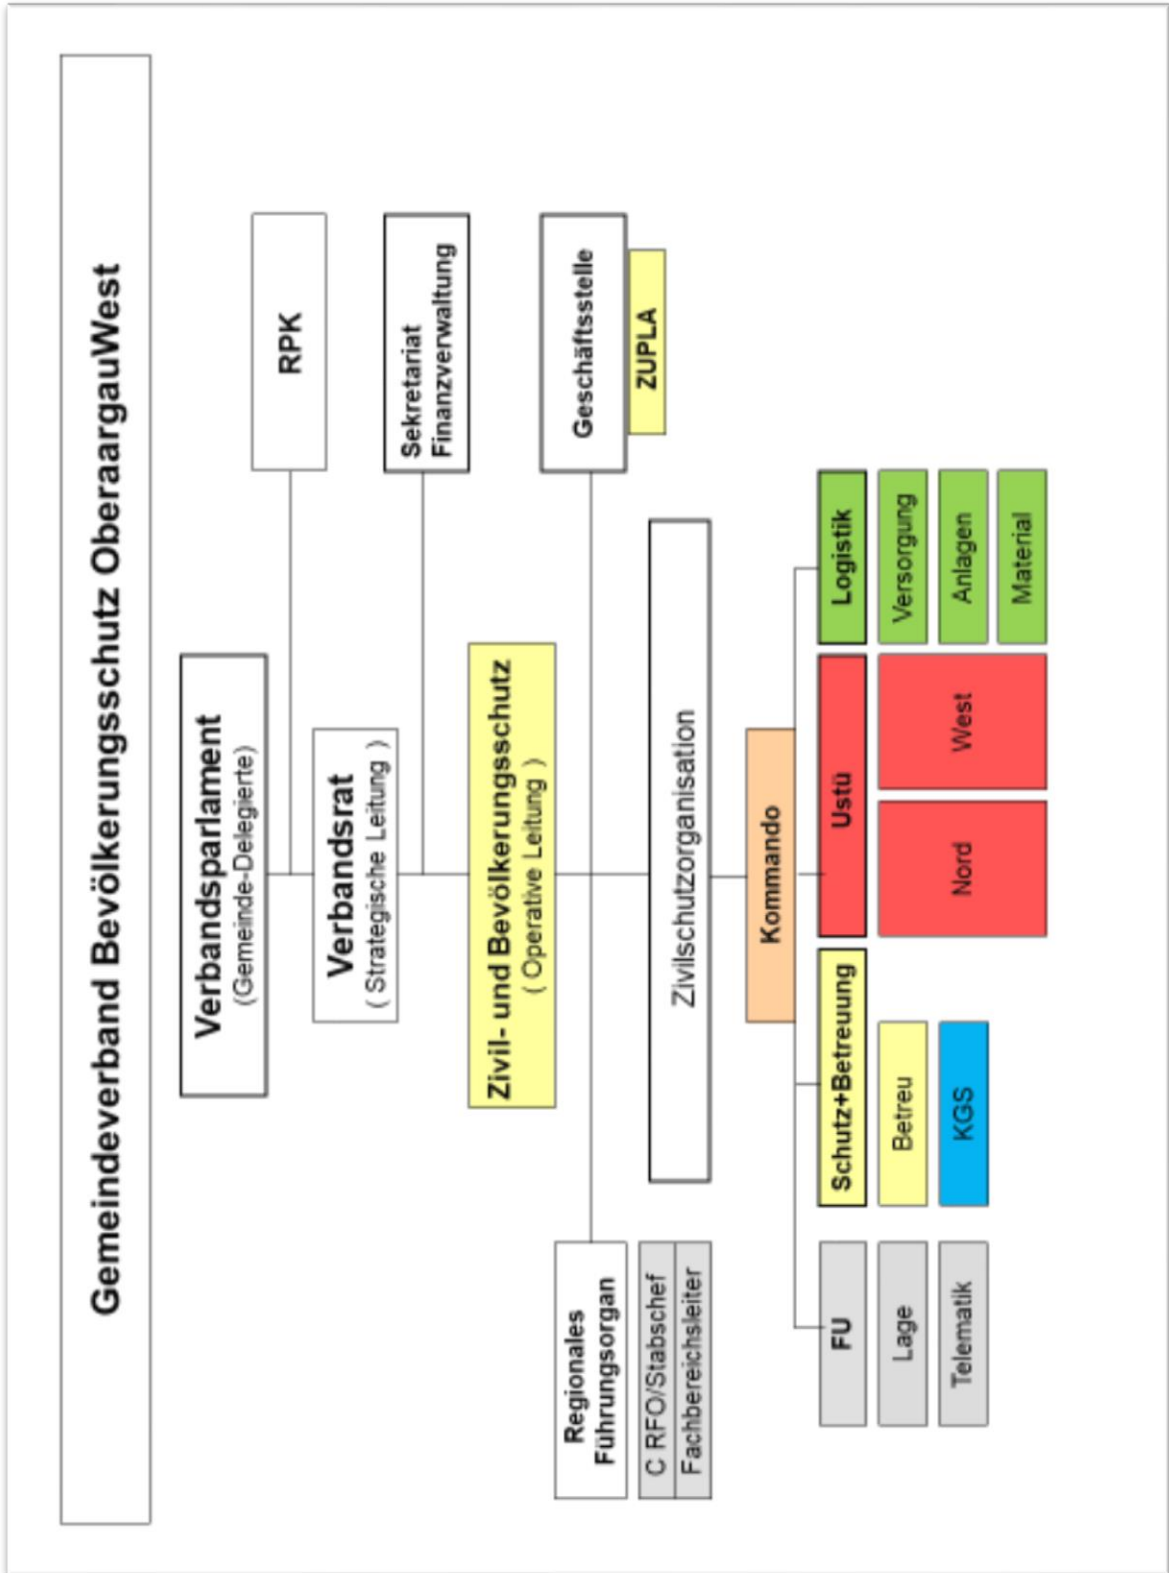 Gemeindeverband Bevölkerungsschutz OberaargauWest
Verbandsparlament
(Gemeinde-Delegierte)
RPK
Verbandsrat
( Strategische Leitung )
Sekretariat
Finanzverwaltung
Zivil- und Bevölkerungsschutz
( Operative Leitung )
Regionales
Führungsorgan
C RFO/Stabschef
Fachbereichsleiter
Geschäftsstelle
ZUPLA
Zivilschutzorganisation
Kommando
FU
Schutz+Betreuung
Ustü
Logistik
Lage
Betreu
Nord
West
Versorgung
Telematik
KGS
Anlagen
Material